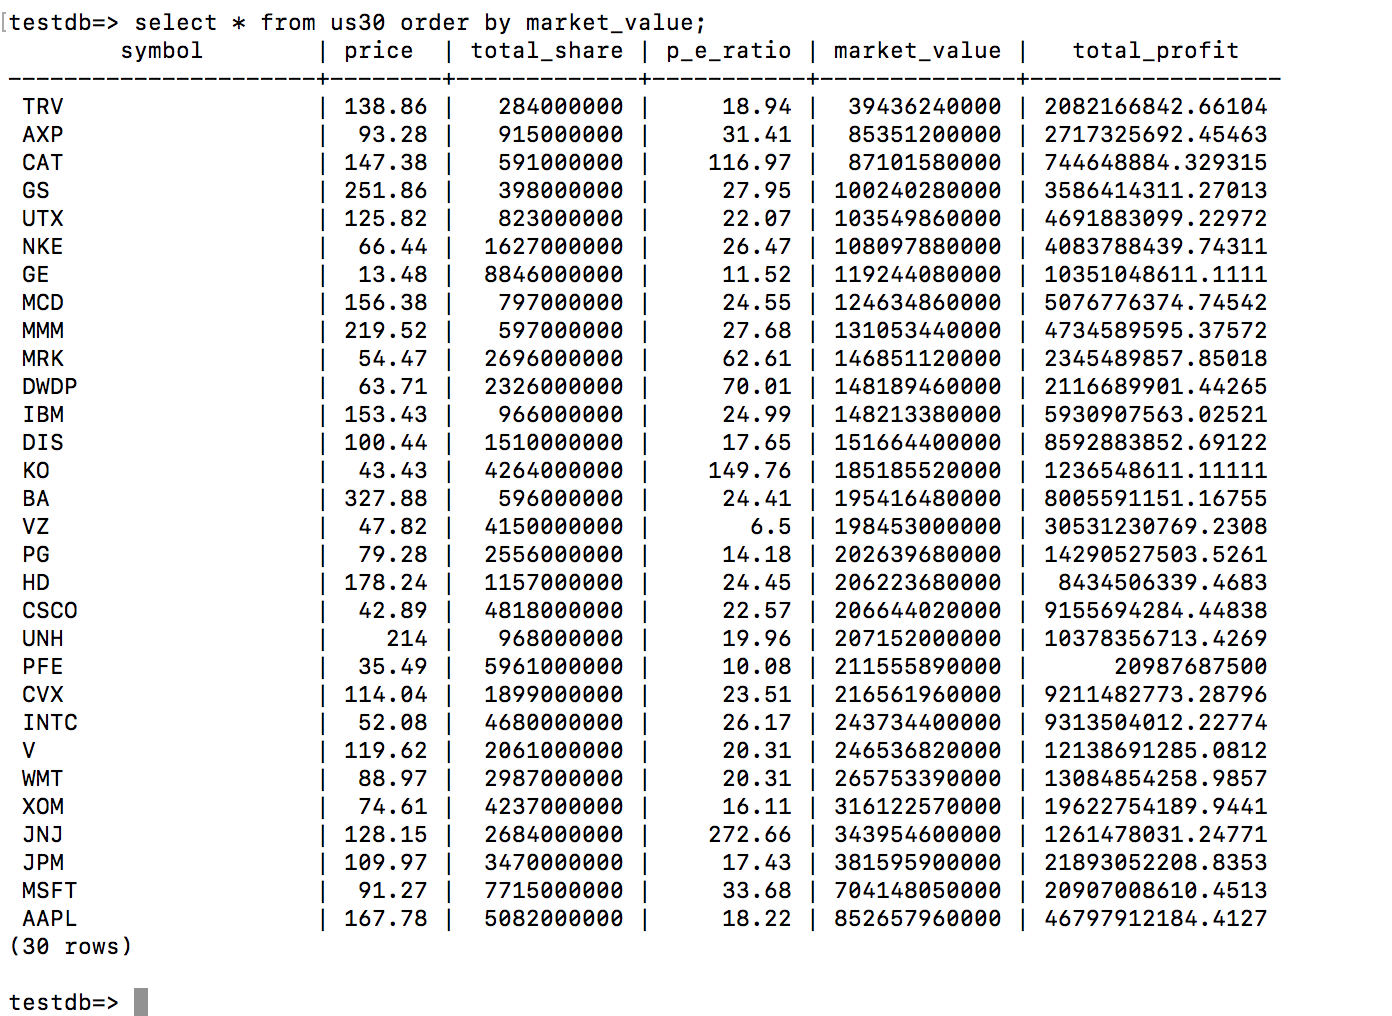 [testdb=> select * from us30 order by market_value;
        symbol         |  price  | total_share | p_e_ratio | market_value |   total_profit
-----------------------+---------+-------------+-----------+--------------+------------------
 TRV                   |  138.86 |   284000000 |     18.94 |  39436240000 | 2082166842.66104
 AXP                   |   93.28 |   915000000 |     31.41 |  85351200000 | 2717325692.45463
 CAT                   |  147.38 |   591000000 |    116.97 |  87101580000 | 744648884.329315
 GS                    |  251.86 |   398000000 |     27.95 | 100240280000 | 3586414311.27013
 UTX                   |  125.82 |   823000000 |     22.07 | 103549860000 | 4691883099.22972
 NKE                   |   66.44 |  1627000000 |     26.47 | 108097880000 | 4083788439.74311
 GE                    |   13.48 |  8846000000 |     11.52 | 119244080000 | 10351048611.1111
 MCD                   |  156.38 |   797000000 |     24.55 | 124634860000 | 5076776374.74542
 MMM                   |  219.52 |   597000000 |     27.68 | 131053440000 | 4734589595.37572
 MRK                   |   54.47 |  2696000000 |     62.61 | 146851120000 | 2345489857.85018
 DWDP                  |   63.71 |  2326000000 |     70.01 | 148189460000 | 2116689901.44265
 IBM                   |  153.43 |   966000000 |     24.99 | 148213380000 | 5930907563.02521
 DIS                   |  100.44 |  1510000000 |     17.65 | 151664400000 | 8592883852.69122
 KO                    |   43.43 |  4264000000 |    149.76 | 185185520000 | 1236548611.11111
 BA                    |  327.88 |   596000000 |     24.41 | 195416480000 | 8005591151.16755
 VZ                    |   47.82 |  4150000000 |       6.5 | 198453000000 | 30531230769.2308
 PG                    |   79.28 |  2556000000 |     14.18 | 202639680000 | 14290527503.5261
 HD                    |  178.24 |  1157000000 |     24.45 | 206223680000 |  8434506339.4683
 CSCO                  |   42.89 |  4818000000 |     22.57 | 206644020000 | 9155694284.44838
 UNH                   |     214 |   968000000 |     19.96 | 207152000000 | 10378356713.4269
 PFE                   |   35.49 |  5961000000 |     10.08 | 211555890000 |      20987687500
 CVX                   |  114.04 |  1899000000 |     23.51 | 216561960000 | 9211482773.28796
 INTC                  |   52.08 |  4680000000 |     26.17 | 243734400000 | 9313504012.22774
 V                     |  119.62 |  2061000000 |     20.31 | 246536820000 | 12138691285.0812
 WMT                   |   88.97 |  2987000000 |     20.31 | 265753390000 | 13084854258.9857
 XOM                   |   74.61 |  4237000000 |     16.11 | 316122570000 | 19622754189.9441
 JNJ                   |  128.15 |  2684000000 |    272.66 | 343954600000 | 1261478031.24771
 JPM                   |  109.97 |  3470000000 |     17.43 | 381595900000 | 21893052208.8353
 MSFT                  |   91.27 |  7715000000 |     33.68 | 704148050000 | 20907008610.4513
 AAPL                  |  167.78 |  5082000000 |     18.22 | 852657960000 | 46797912184.4127
(30 rows)
testdb=>